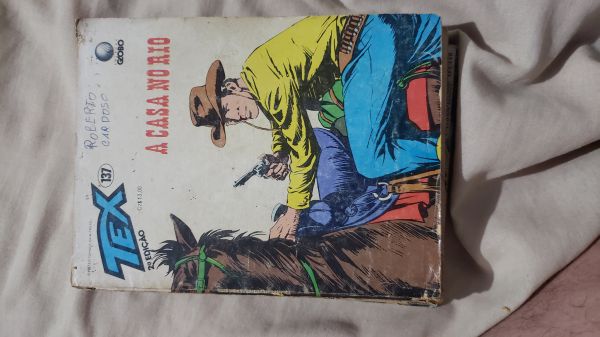 TEX
137
2ª EDIÇÃO
ROBERTO
CARDOSO
GLOBO
A CASA NO RIO